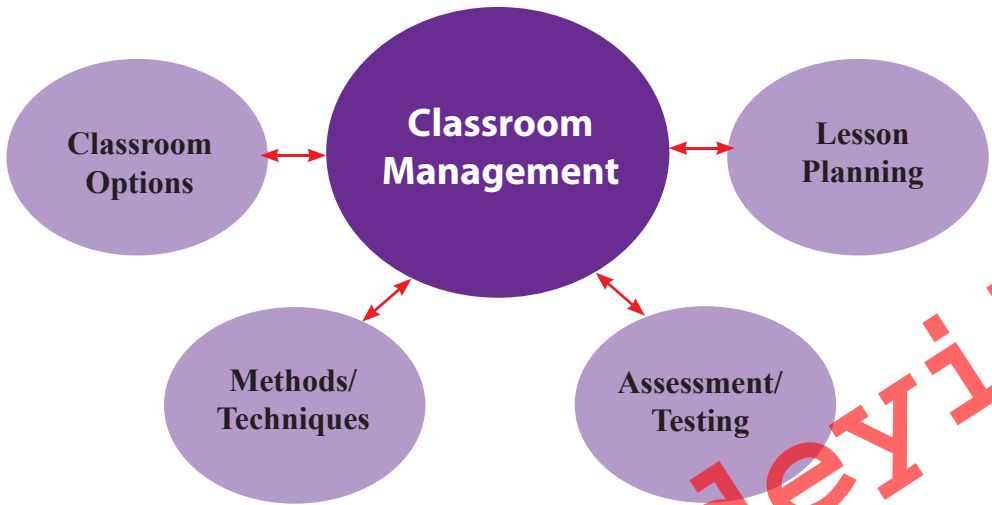 Classroom
Management
Classroom
Options
Lesson
Planning
Methods/
Techniques
Assessment/
Testing